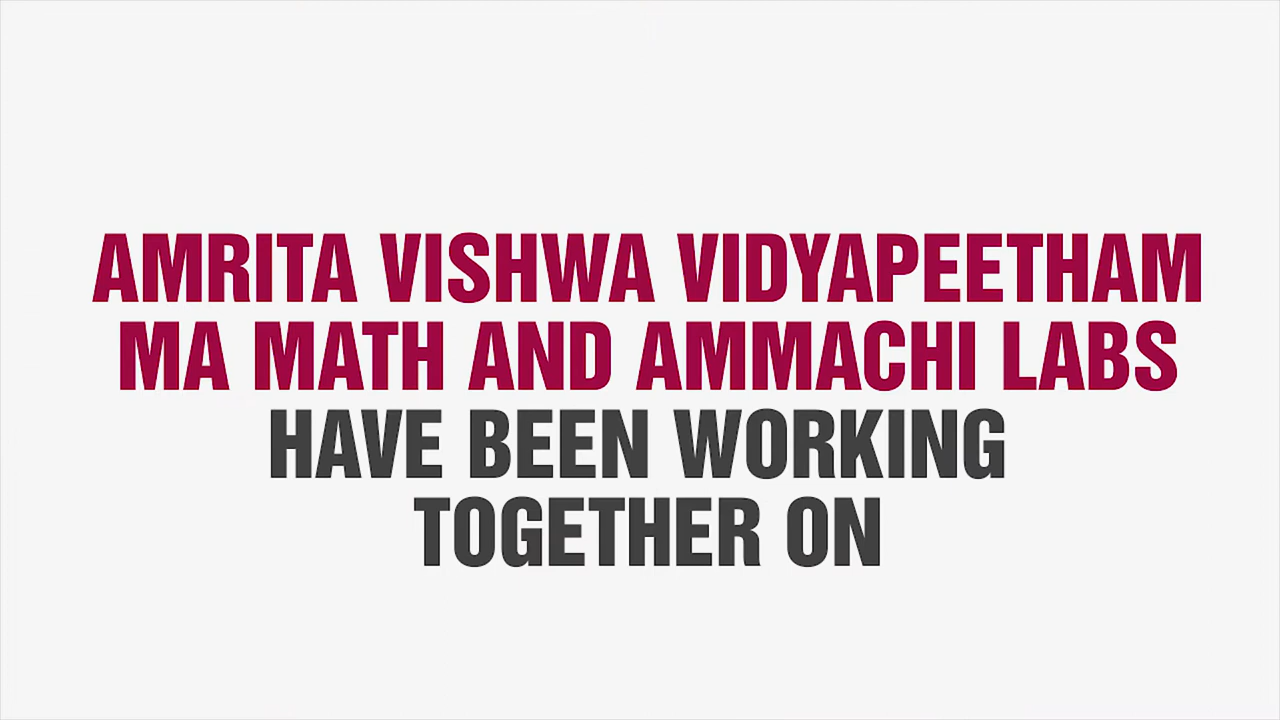 AMRITA VISHWA VIDYAPEETHAM
MA MATH AND AMMACHI LABS
HAVE BEEN WORKING
TOGETHER ON